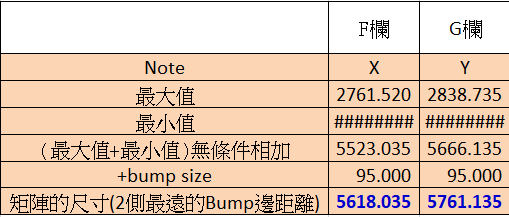 F欄 G欄
Note X Y
最大值 2761.520 2838.735
最小值 ######## ########
(最大值+最小值)無條件相加 5523.035 5666.135
+bump size 95.000 95.000
矩陣的尺寸(2側最遠的Bump邊距離) 5618.035 5761.135